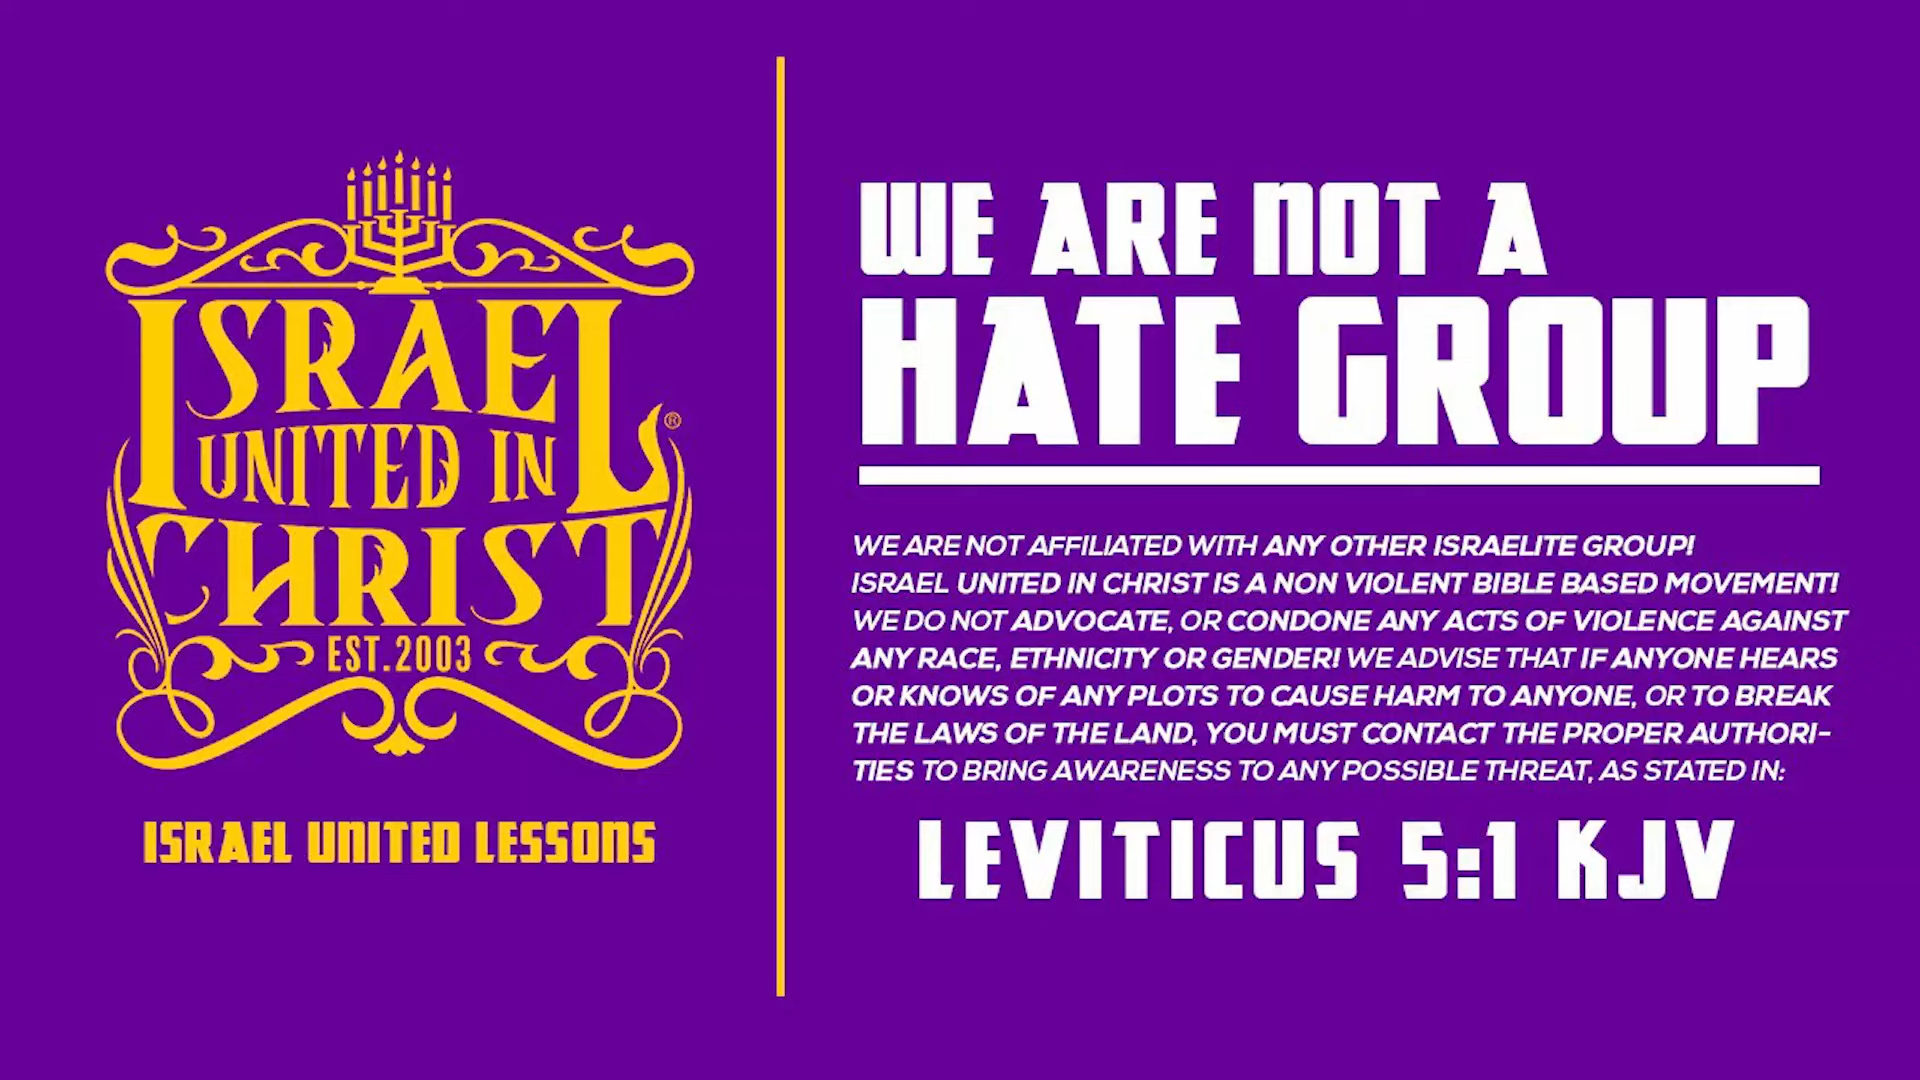 ISRAEL
UNITED IN
CHRIST
®
EST.2003
ISRAEL UNITED LESSONS
WE ARE NOT A
HATE GROUP
WE ARE NOT AFFILIATED WITH ANY OTHER ISRAELITE GROUP!
ISRAEL UNITED IN CHRIST IS A NON VIOLENT BIBLE BASED MOVEMENT!
WE DO NOT ADVOCATE, OR CONDONE ANY ACTS OF VIOLENCE AGAINST
ANY RACE, ETHNICITY OR GENDER! WE ADVISE THAT IF ANYONE HEARS
OR KNOWS OF ANY PLOTS TO CAUSE HARM TO ANYONE, OR TO BREAK
THE LAWS OF THE LAND, YOU MUST CONTACT THE PROPER AUTHORI-
TIES TO BRING AWARENESS TO ANY POSSIBLE THREAT, AS STATED IN:
LEVITICUS 5:1 KJV